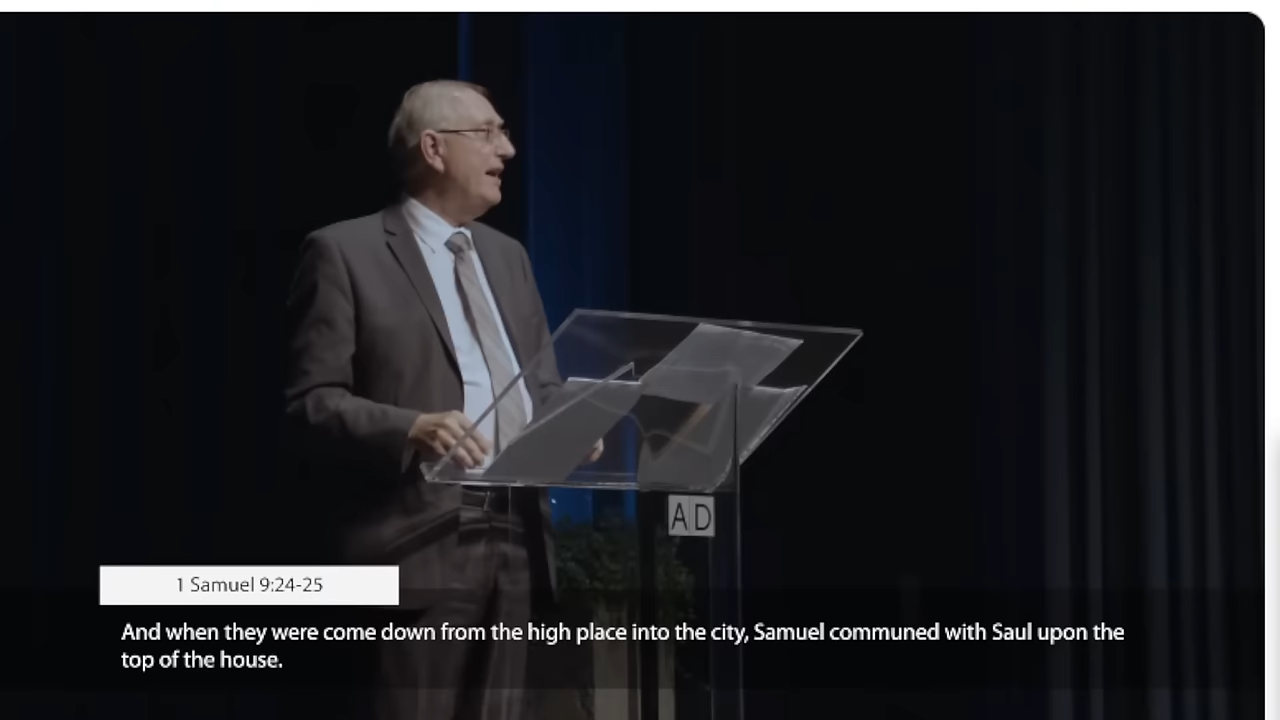 AD
1 Samuel 9:24-25
And when they were come down from the high place into the city, Samuel communed with Saul upon the
top of the house.